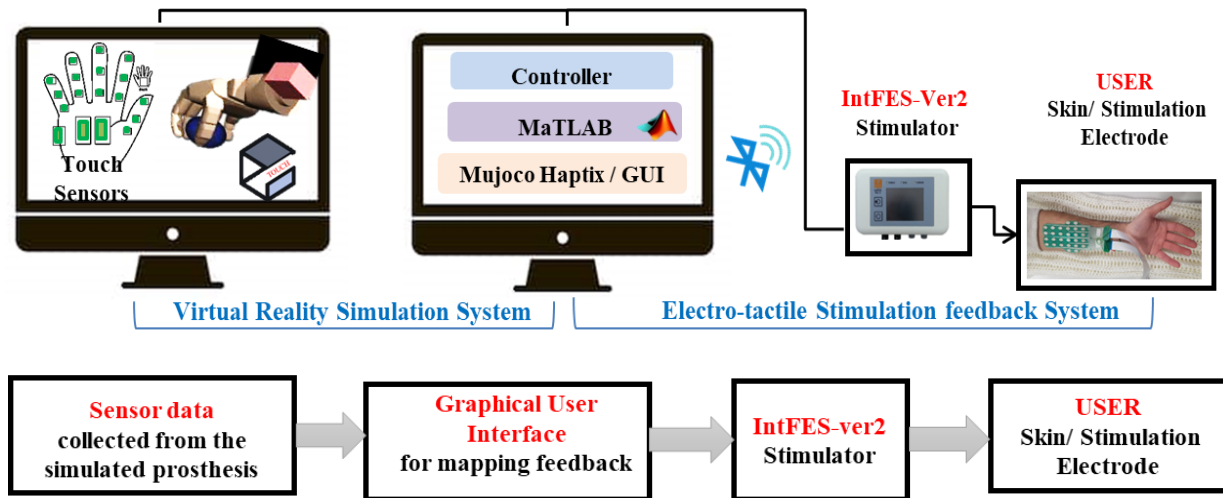 Touch
Sensors
TOUCH
Controller
MaTLAB
Mujoco Haptix / GUI
IntFES-Ver2
Stimulator
USER
Skin/ Stimulation
Electrode
Virtual Reality Simulation System
Electro-tactile Stimulation feedback System
Sensor data
collected from the
simulated prosthesis
Graphical User
Interface
for mapping feedback
IntFES-ver2
Stimulator
USER
Skin/ Stimulation
Electrode